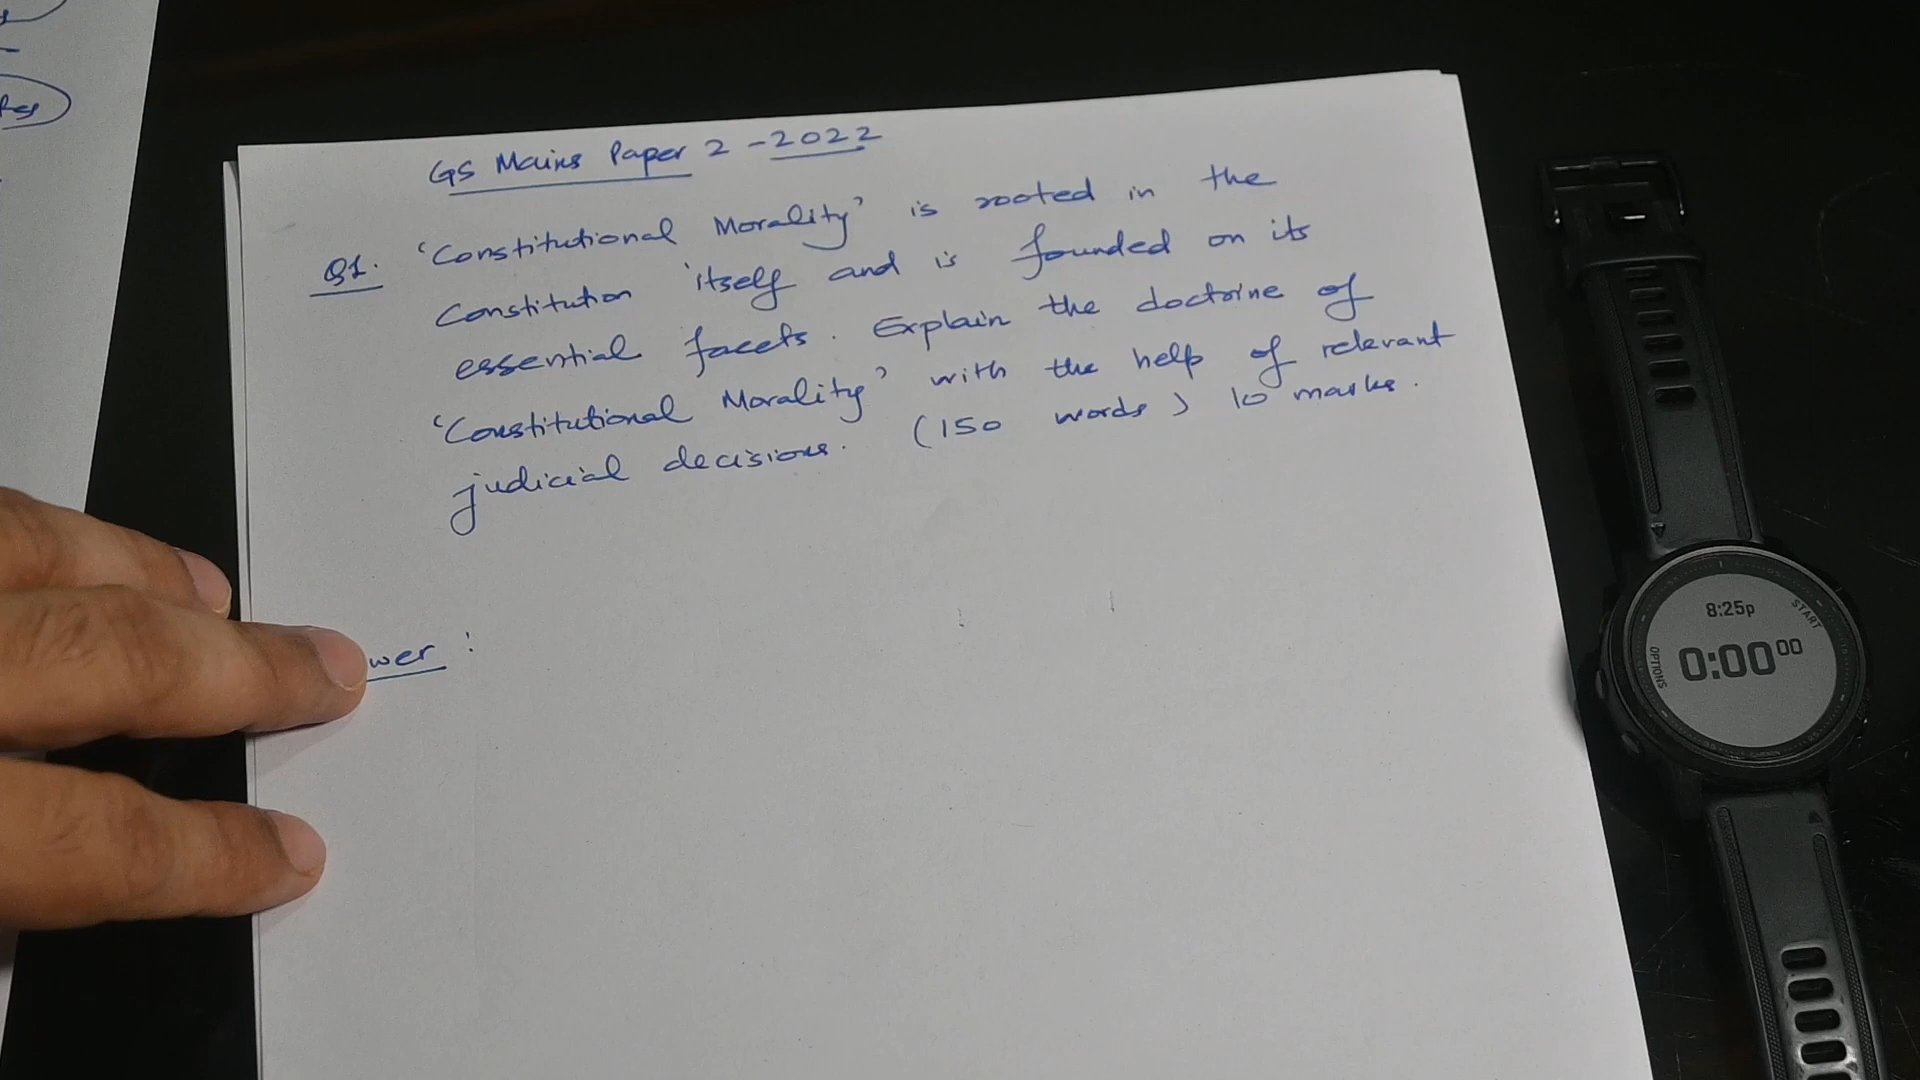 GS Mains Paper 2 - 2022
Q1. 'Constitutional Morality' is rooted in the
Constitution itself and is founded on its
essential facets. Explain the doctrine of
'Constitutional Morality' with the help of relevant
judicial decisions. (150 words) 10 marks.
wer :
8:25p
START
0:00 00
OPTIONS